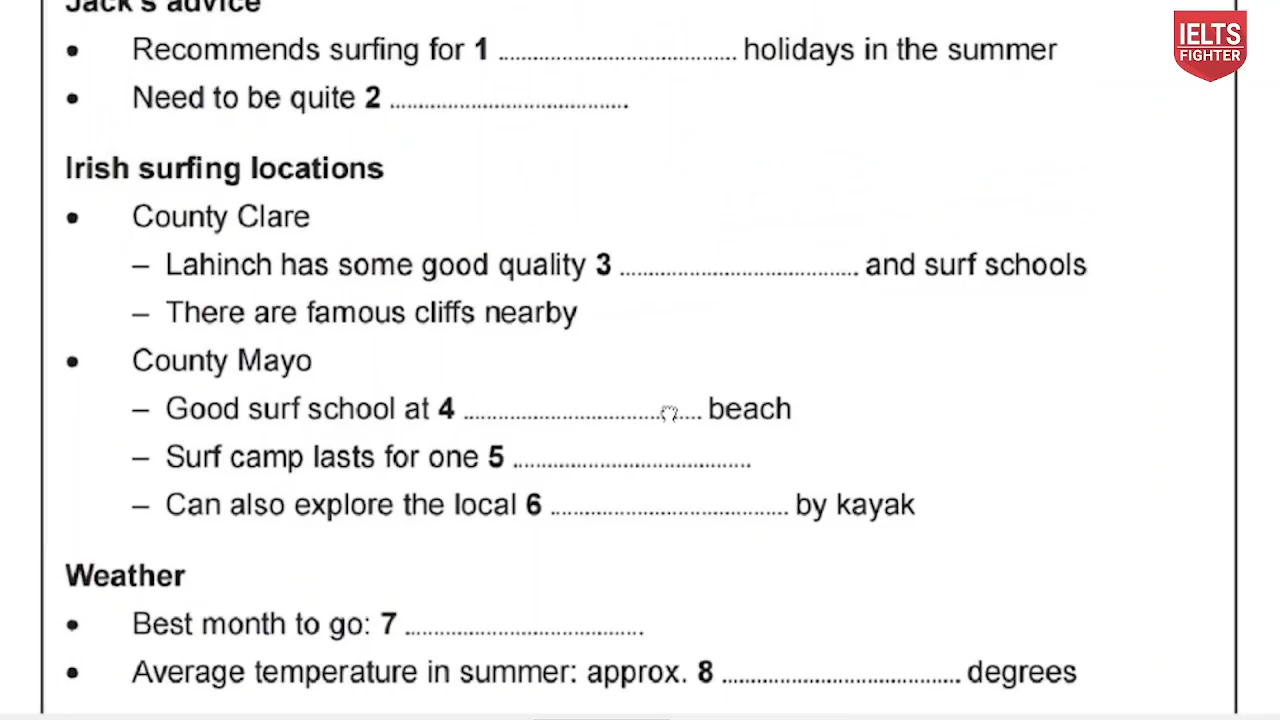 Jack's advice
IELTS
FIGHTER
• Recommends surfing for 1 .......................................... holidays in the summer
• Need to be quite 2 ..........................................
Irish surfing locations
• County Clare
– Lahinch has some good quality 3 .......................................... and surf schools
– There are famous cliffs nearby
• County Mayo
– Good surf school at 4 .......................................... beach
– Surf camp lasts for one 5 ..........................................
– Can also explore the local 6 .......................................... by kayak
Weather
• Best month to go: 7 ..........................................
• Average temperature in summer: approx. 8 .......................................... degrees